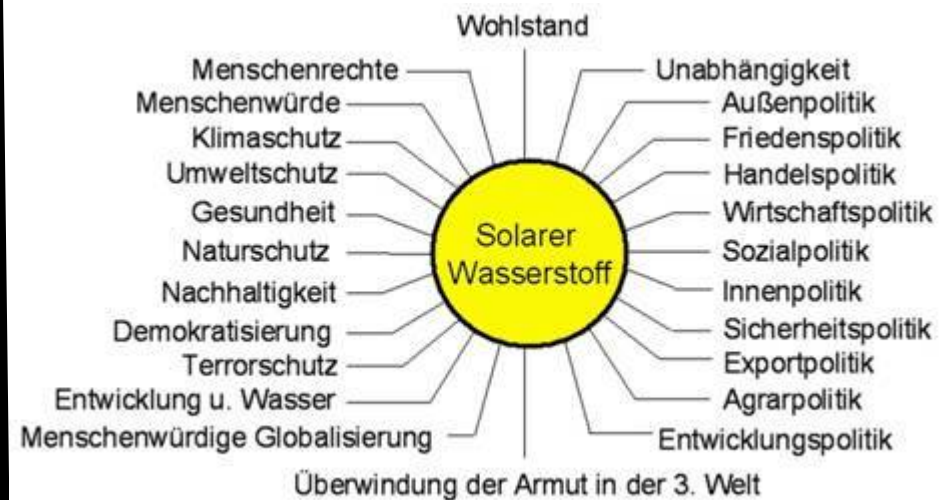 Wohlstand
Menschenrechte
Unabhängigkeit
Menschenwürde
Außenpolitik
Klimaschutz
Friedenspolitik
Umweltschutz
Handelspolitik
Gesundheit
Wirtschaftspolitik
Solarer
Wasserstoff
Naturschutz
Sozialpolitik
Nachhaltigkeit
Innenpolitik
Demokratisierung
Sicherheitspolitik
Terrorschutz
Exportpolitik
Entwicklung u. Wasser
Agrarpolitik
Menschenwürdige Globalisierung
Entwicklungspolitik
Überwindung der Armut in der 3. Welt